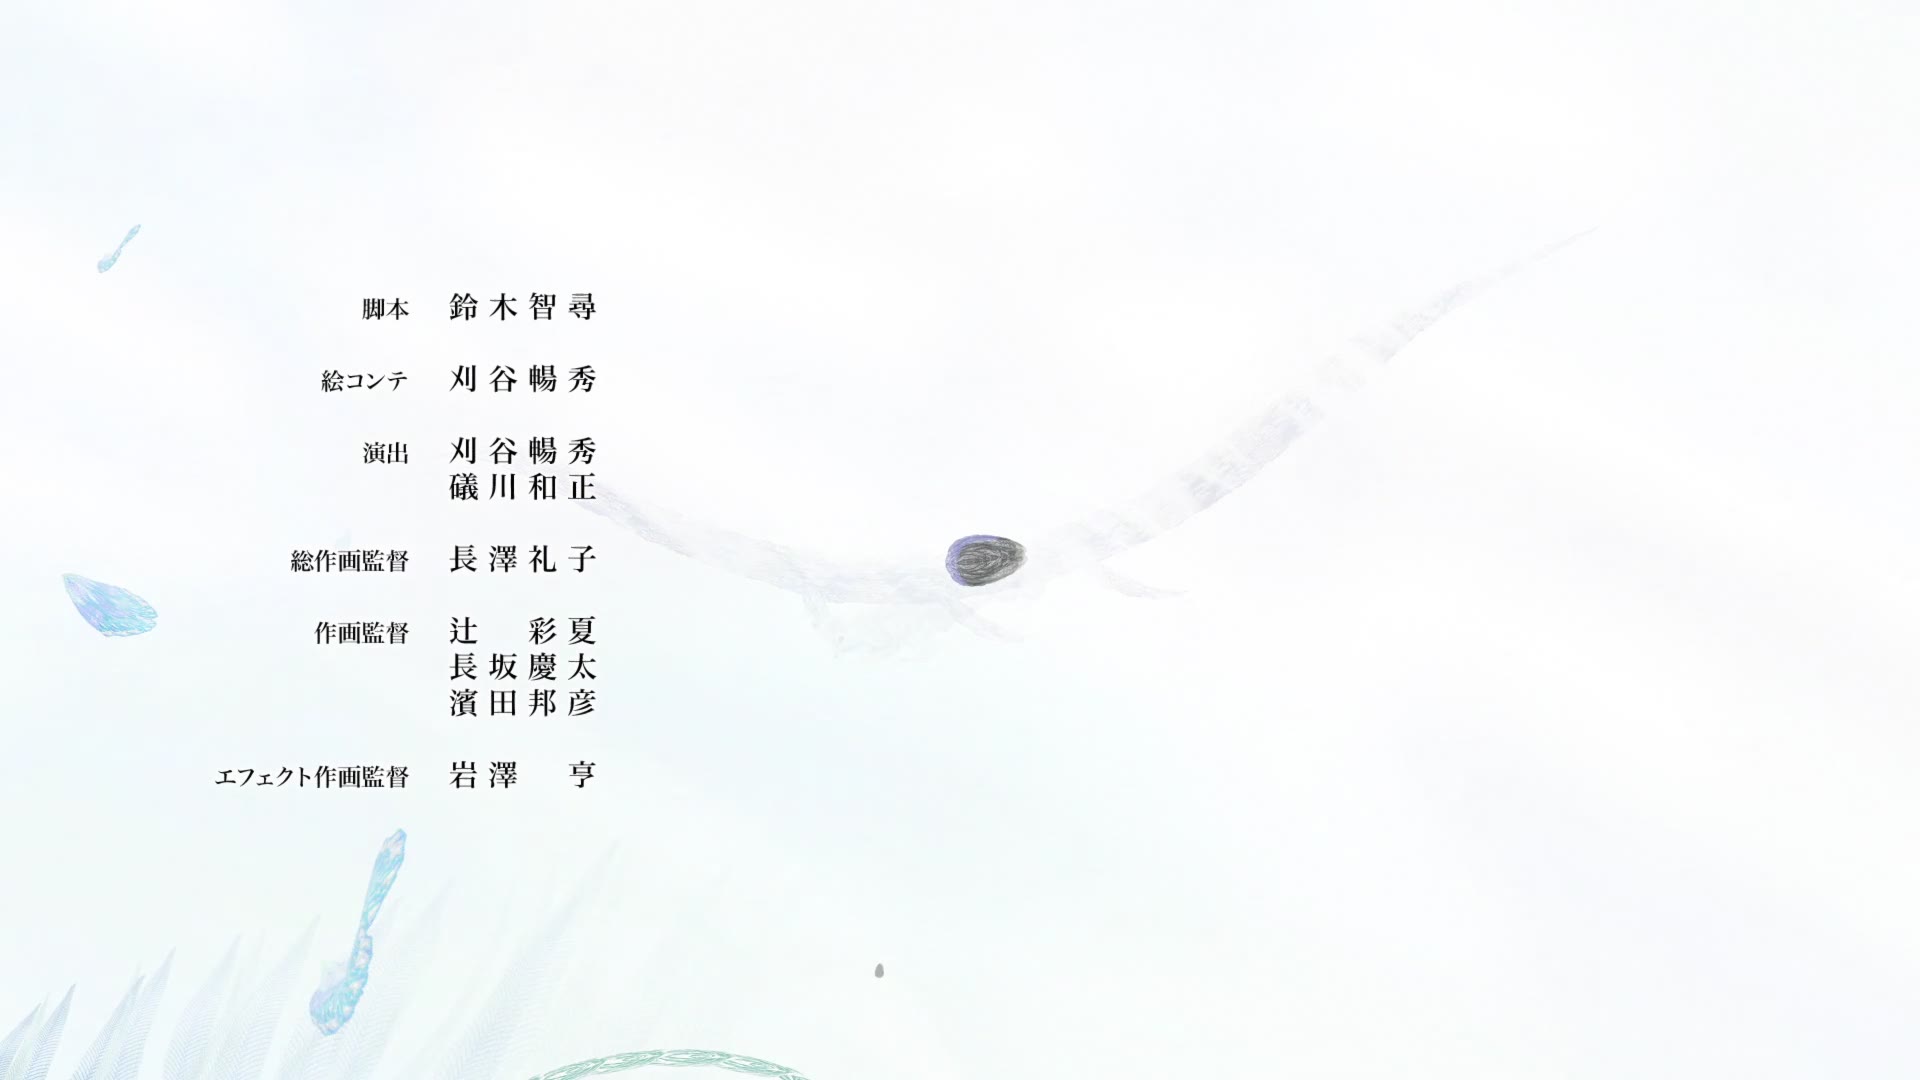 脚本 鈴木智尋
絵コンテ 刈谷暢秀
演出 刈谷暢秀
礒川和正
総作画監督 長澤礼子
作画監督 辻 彩夏
長坂慶太
濱田邦彦
エフェクト作画監督 岩澤 亨